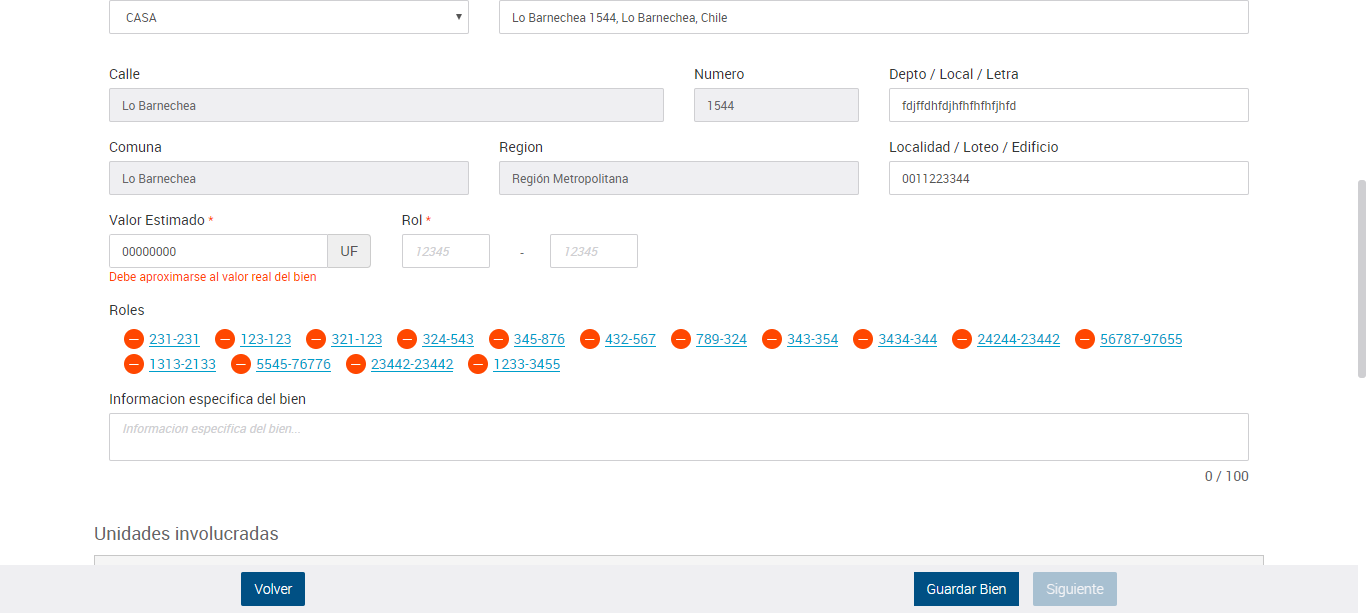 CASA
Lo Barnechea 1544, Lo Barnechea, Chile
Calle Numero Depto / Local / Letra
Lo Barnechea 1544 fdjffdhfdjhfhfhfhfjhfd
Comuna Region Localidad / Loteo / Edificio
Lo Barnechea Región Metropolitana 0011223344
Valor Estimado * Rol *
00000000 UF 12345 - 12345
Debe aproximarse al valor real del bien
Roles
231-231 123-123 321-123 324-543 345-876 432-567 789-324 343-354 3434-344 24244-23442 56787-97655
1313-2133 5545-76776 23442-23442 1233-3455
Informacion especifica del bien
Informacion especifica del bien...
0 / 100
Unidades involucradas
Volver Guardar Bien Siguiente